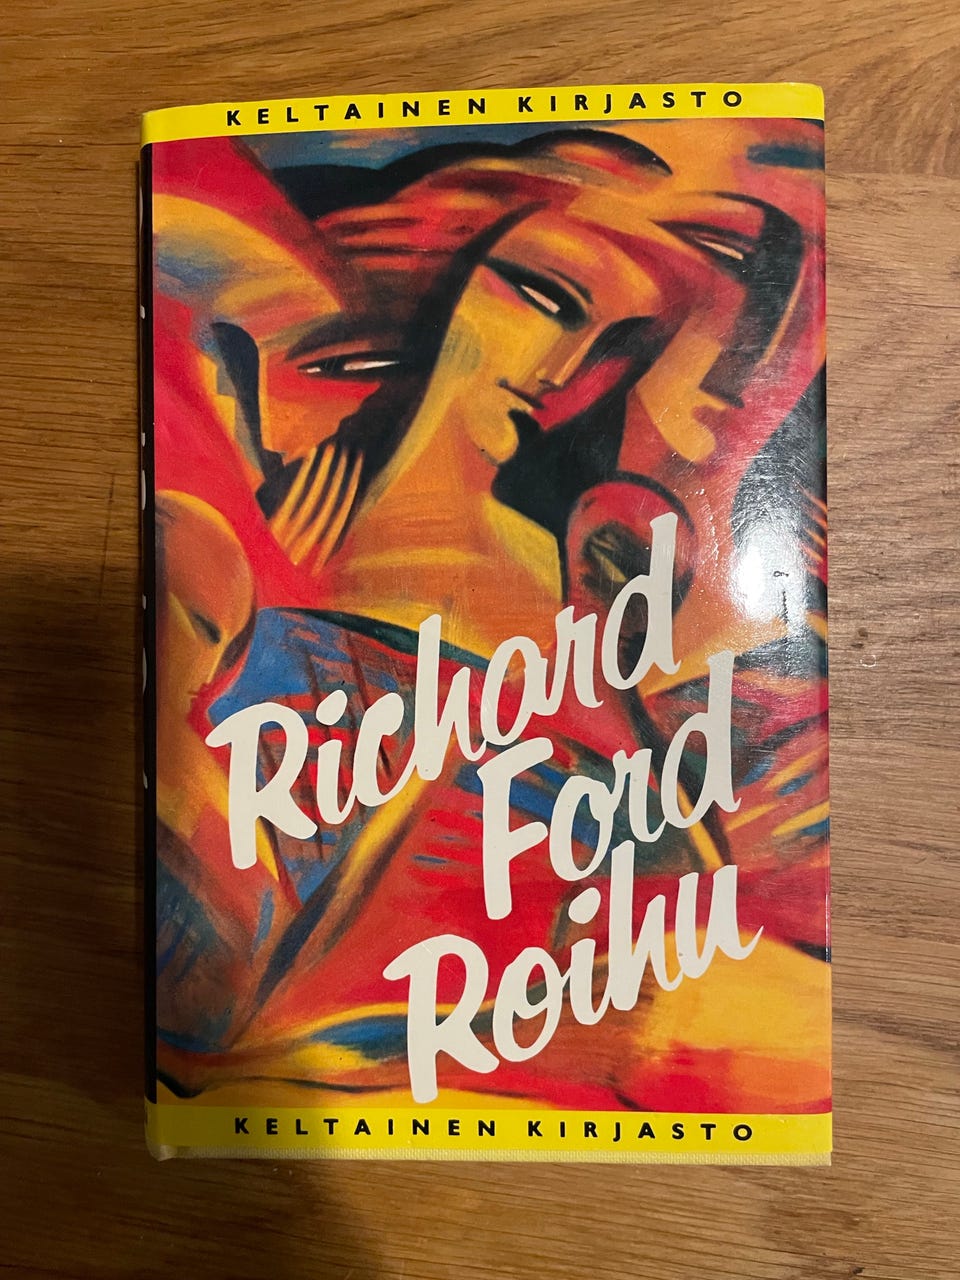 KELTAINEN KIRJASTO
Richard
Ford
Roihu
KELTAINEN KIRJASTO